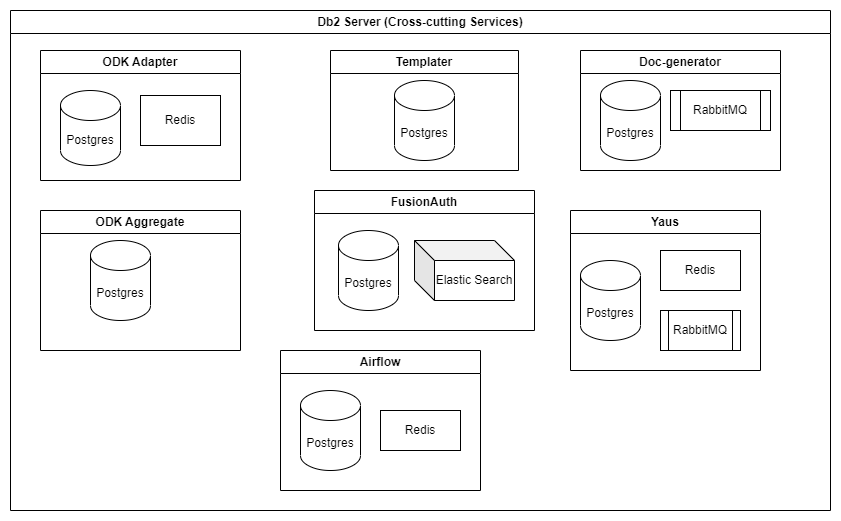 Db2 Server (Cross-cutting Services)
ODK Adapter
Postgres
Redis
Templater
Postgres
Doc-generator
Postgres
RabbitMQ
ODK Aggregate
Postgres
FusionAuth
Postgres
Elastic Search
Yaus
Postgres
Redis
RabbitMQ
Airflow
Postgres
Redis